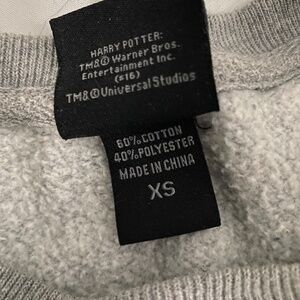 HARRY POTTER:
TM&©Warner Bros.
Entertainment Inc.
(s16)
TM&©Universal Studios
60% COTTON
40% POLYESTER
MADE IN CHINA
XS